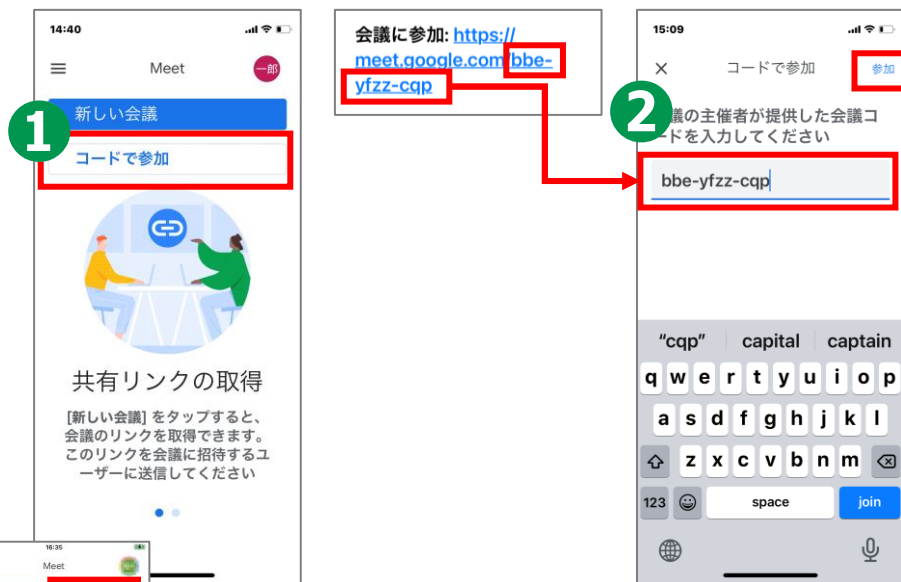 14:40
Meet
一郎
新しい会議
1
コードで参加
共有リンクの取得
[新しい会議] をタップすると、
会議のリンクを取得できます。
このリンクを会議に招待するユ
ーザーに送信してください
16:35
Meet
会議に参加: https://
meet.google.com/bbe-
yfzz-cqp
15:09
コードで参加
参加
2
議の主催者が提供した会議コ
ードを入力してください
bbe-yfzz-cqp
“cqp” capital captain
q w e r t y u i o p
a s d f g h j k l
z x c v b n m
123 space join